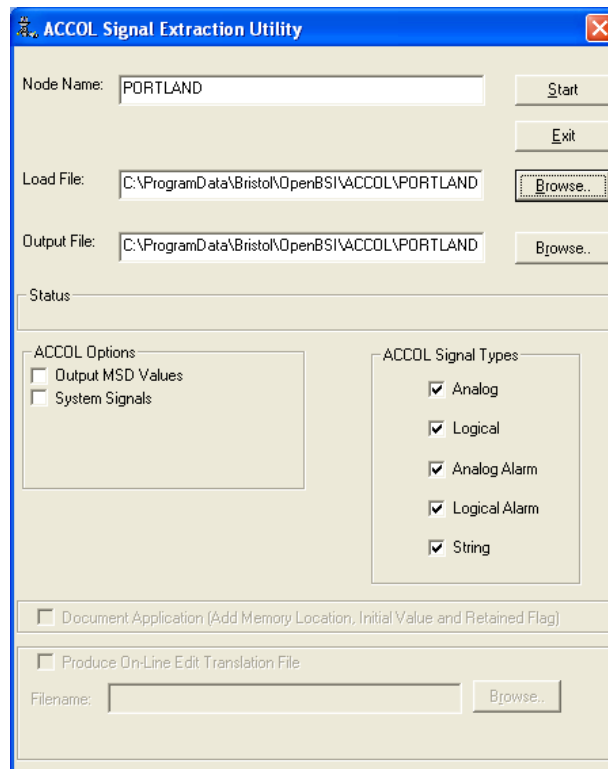 ACCOL Signal Extraction Utility
Node Name: PORTLAND Start
Exit
Load File: C:\ProgramData\Bristol\OpenBSI\ACCOL\PORTLAND Browse..
Output File: C:\ProgramData\Bristol\OpenBSI\ACCOL\PORTLAND Browse..
Status
ACCOL Options
Output MSD Values
System Signals
ACCOL Signal Types
Analog
Logical
Analog Alarm
Logical Alarm
String
Document Application (Add Memory Location, Initial Value and Retained Flag)
Produce On-Line Edit Translation File
Filename: Browse..